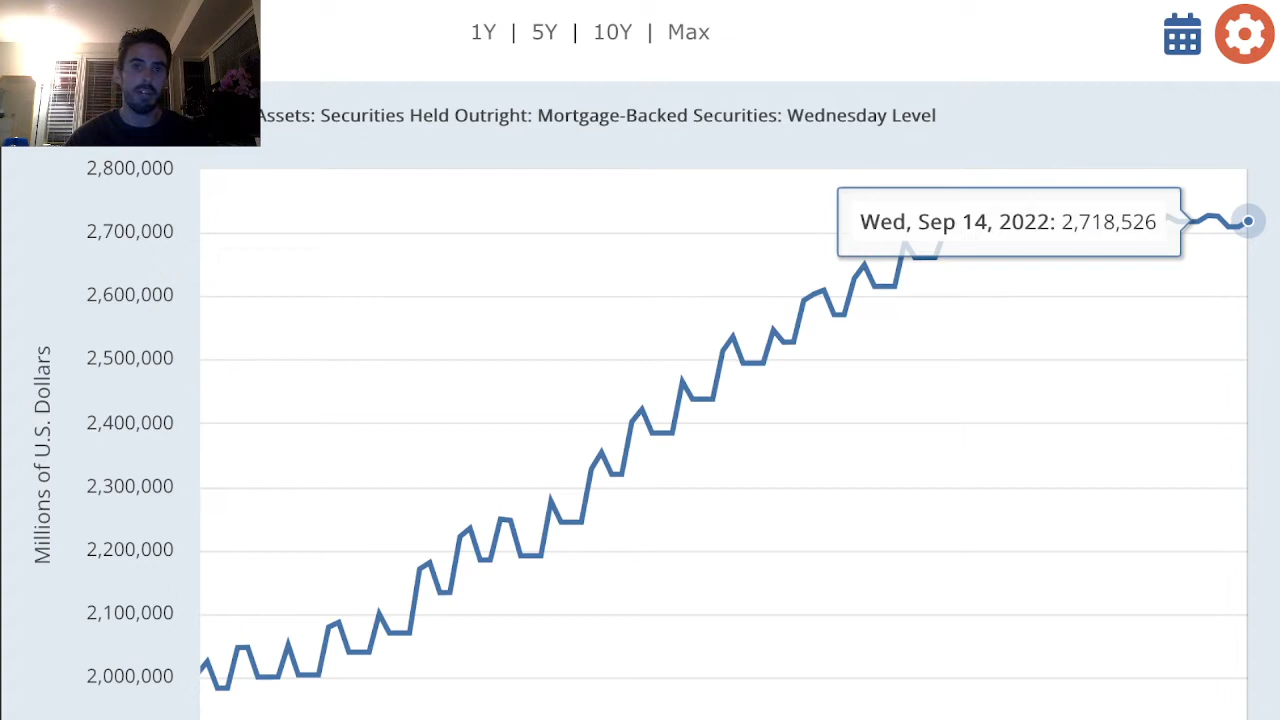 1Y | 5Y | 10Y | Max
Assets: Securities Held Outright: Mortgage-Backed Securities: Wednesday Level
2,800,000
2,700,000
2,600,000
2,500,000
2,400,000
2,300,000
2,200,000
2,100,000
2,000,000
Millions of U.S. Dollars
Wed, Sep 14, 2022: 2,718,526